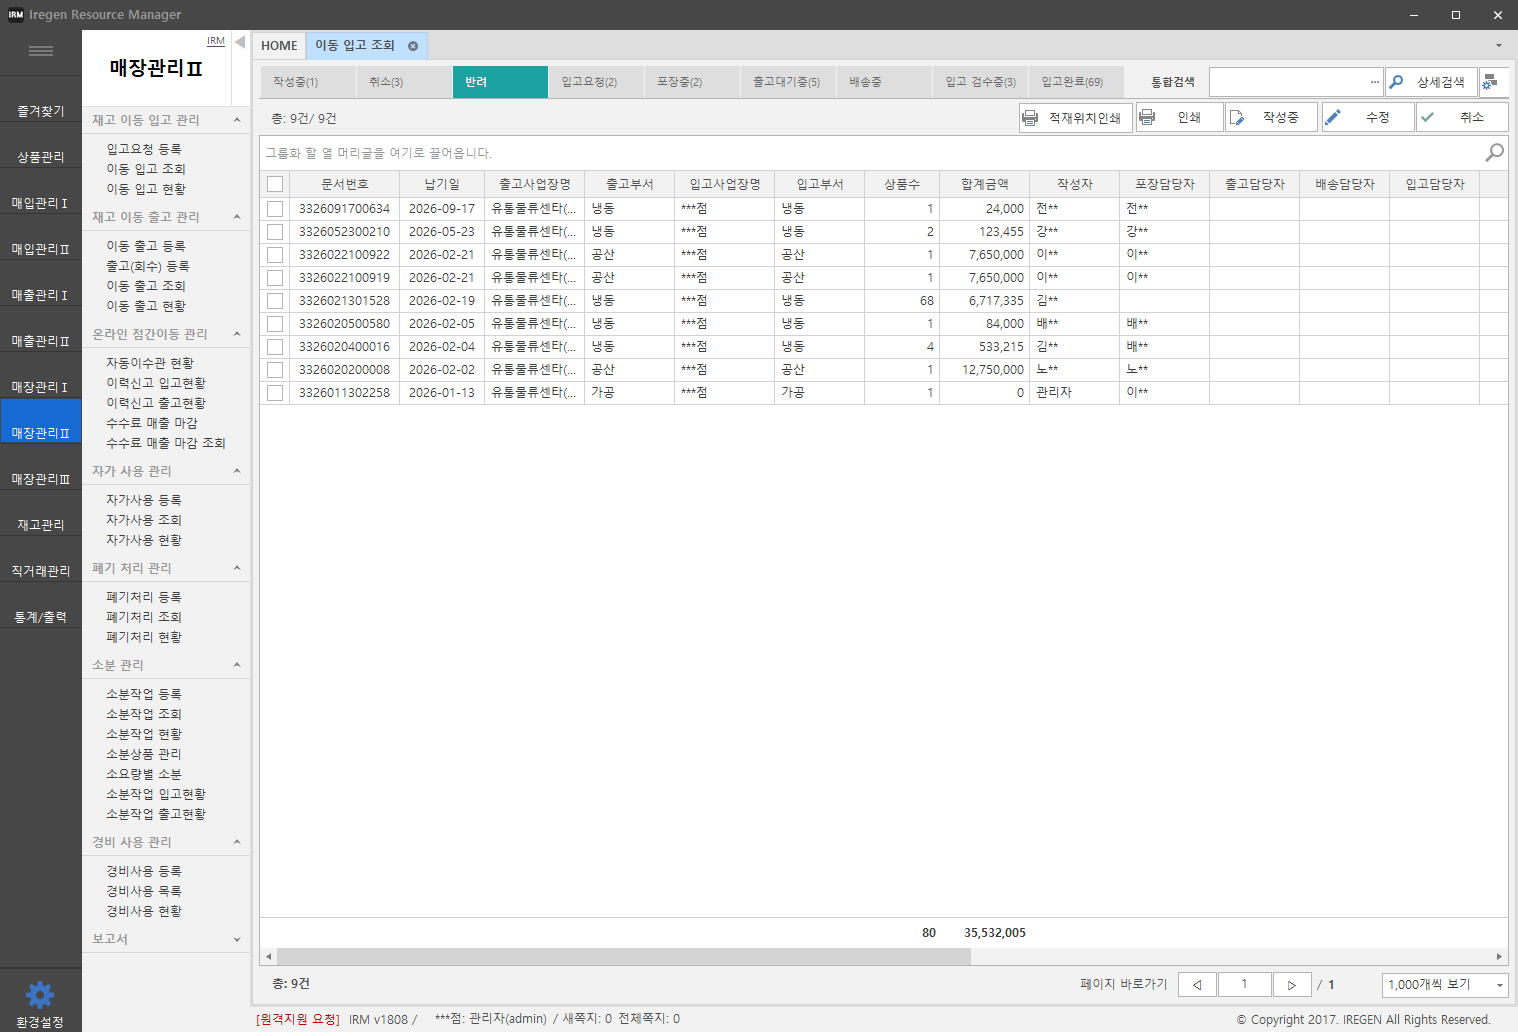 IRM Iregen Resource Manager
즐겨찾기
상품관리
매입관리Ⅰ
매입관리Ⅱ
매출관리Ⅰ
매출관리Ⅱ
매장관리Ⅰ
매장관리Ⅱ
매장관리Ⅲ
재고관리
직거래관리
통계/출력
환경설정
IRM
매장관리Ⅱ
재고 이동 입고 관리
입고요청 등록
이동 입고 조회
이동 입고 현황
재고 이동 출고 관리
이동 출고 등록
출고(회수) 등록
이동 출고 조회
이동 출고 현황
온라인 점간이동 관리
자동이수관 현황
이력신고 입고현황
이력신고 출고현황
수수료 매출 마감
수수료 매출 마감 조회
자가 사용 관리
자가사용 등록
자가사용 조회
자가사용 현황
폐기 처리 관리
폐기처리 등록
폐기처리 조회
폐기처리 현황
소분 관리
소분작업 등록
소분작업 조회
소분작업 현황
소분상품 관리
소요량별 소분
소분작업 입고현황
소분작업 출고현황
경비 사용 관리
경비사용 등록
경비사용 목록
경비사용 현황
보고서
HOME 이동 입고 조회
작성중(1) 취소(3) 반려 입고요청(2) 포장중(2) 출고대기중(5) 배송중 입고 검수중(3) 입고완료(69) 통합검색 ... 상세검색
총: 9건/ 9건 적재위치인쇄 인쇄 작성중 수정 취소
그룹화 할 열 머리글을 여기로 끌어옵니다.
문서번호 납기일 출고사업장명 출고부서 입고사업장명 입고부서 상품수 합계금액 작성자 포장담당자 출고담당자 배송담당자 입고담당자
3326091700634 2026-09-17 유통물류센타(... 냉동 ***점 냉동 1 24,000 전** 전**
3326052300210 2026-05-23 유통물류센타(... 냉동 ***점 냉동 2 123,455 강** 강**
3326022100922 2026-02-21 유통물류센타(... 공산 ***점 공산 1 7,650,000 이** 이**
3326022100919 2026-02-21 유통물류센타(... 공산 ***점 공산 1 7,650,000 이** 이**
3326021301528 2026-02-19 유통물류센타(... 냉동 ***점 냉동 68 6,717,335 김**
3326020500580 2026-02-05 유통물류센타(... 냉동 ***점 냉동 1 84,000 배** 배**
3326020400016 2026-02-04 유통물류센타(... 냉동 ***점 냉동 4 533,215 김** 배**
3326020200008 2026-02-02 유통물류센타(... 공산 ***점 공산 1 12,750,000 노** 노**
3326011302258 2026-01-13 유통물류센타(... 가공 ***점 가공 1 0 관리자 이**
80 35,532,005
총: 9건 페이지 바로가기 1 / 1 1,000개씩 보기
[원격지원 요청] IRM v1808 / ***점: 관리자(admin) / 새쪽지: 0 전체쪽지: 0 © Copyright 2017. IREGEN All Rights Reserved.